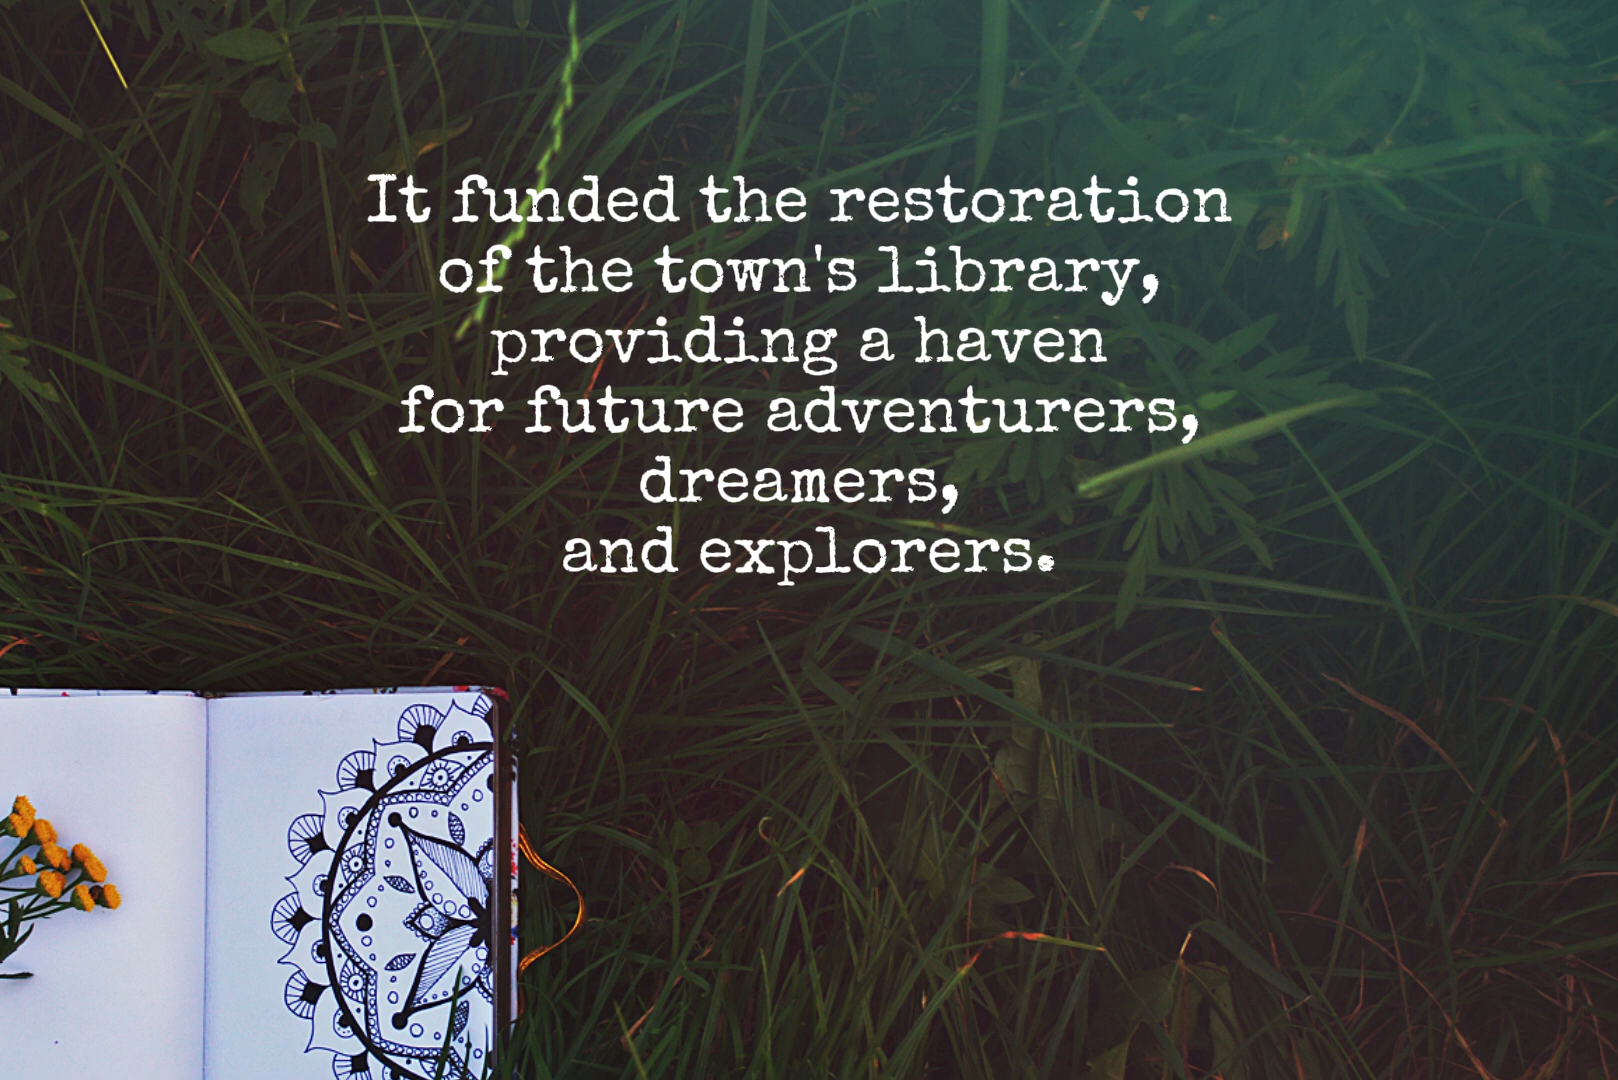 It funded the restoration
of the town's library,
providing a haven
for future adventurers,
dreamers,
and explorers.